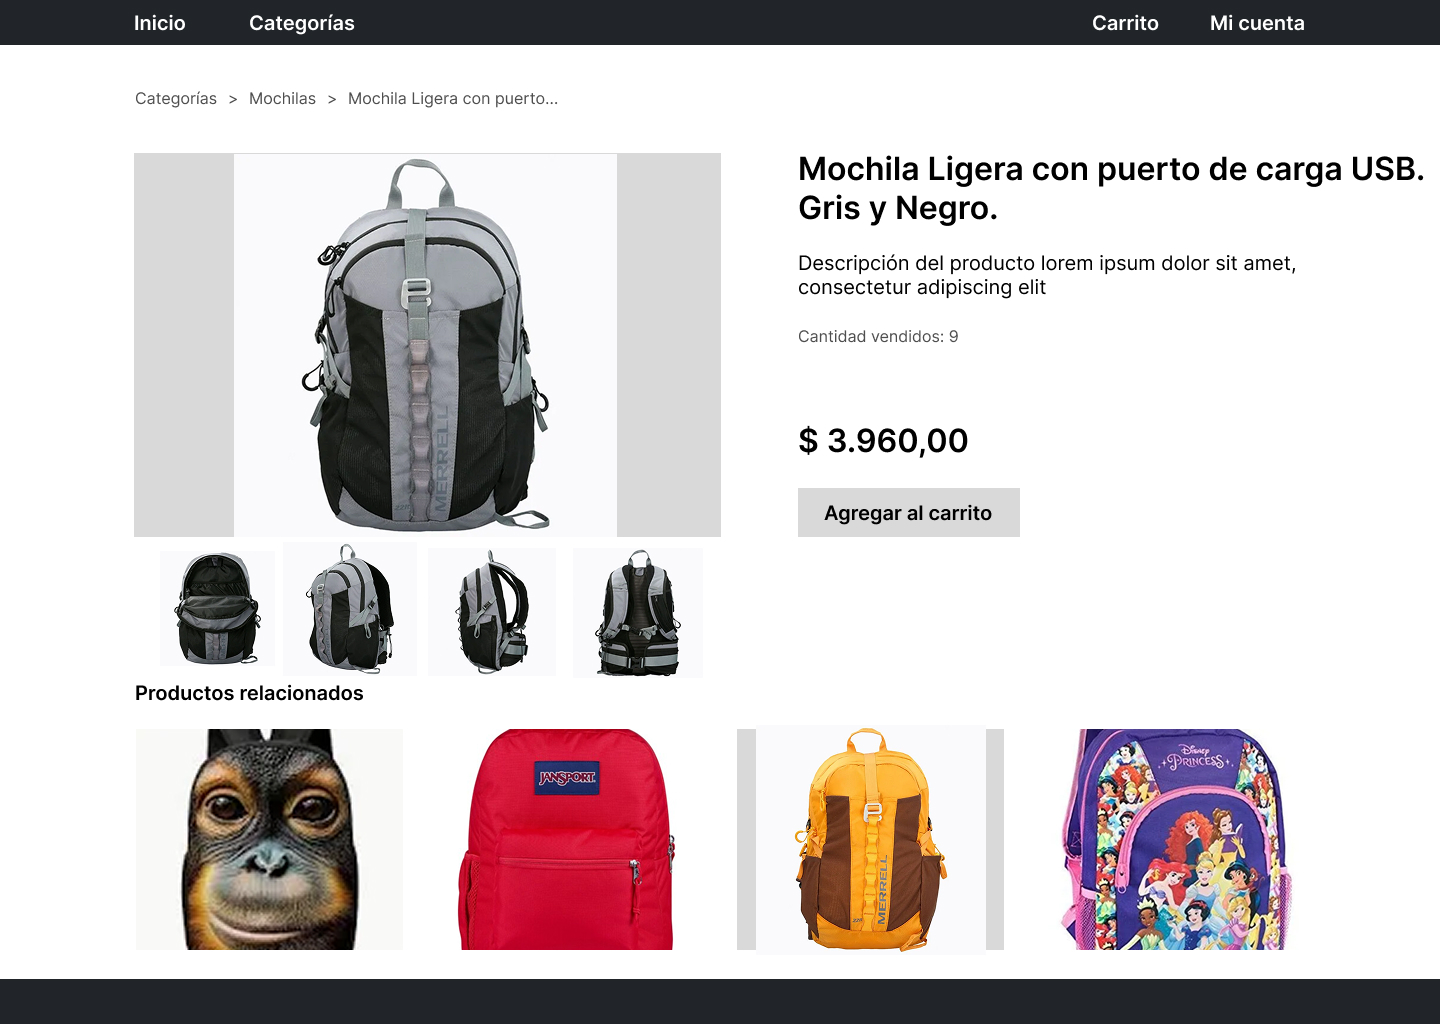 Inicio
Categorías
Carrito
Mi cuenta
Categorías > Mochilas > Mochila Ligera con puerto...
MERRELL
Mochila Ligera con puerto de carga USB.
Gris y Negro.
Descripción del producto lorem ipsum dolor sit amet,
consectetur adipiscing elit
Cantidad vendidos: 9
$ 3.960,00
Agregar al carrito
Productos relacionados
JANSPORT
MERRELL
Disney
PRINCESS